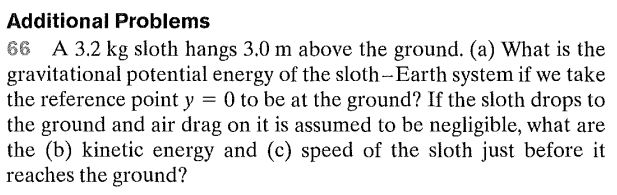 Additional Problems
66 A 3.2 kg sloth hangs 3.0 m above the ground. (a) What is the
gravitational potential energy of the sloth–Earth system if we take
the reference point y = 0 to be at the ground? If the sloth drops to
the ground and air drag on it is assumed to be negligible, what are
the (b) kinetic energy and (c) speed of the sloth just before it
reaches the ground?